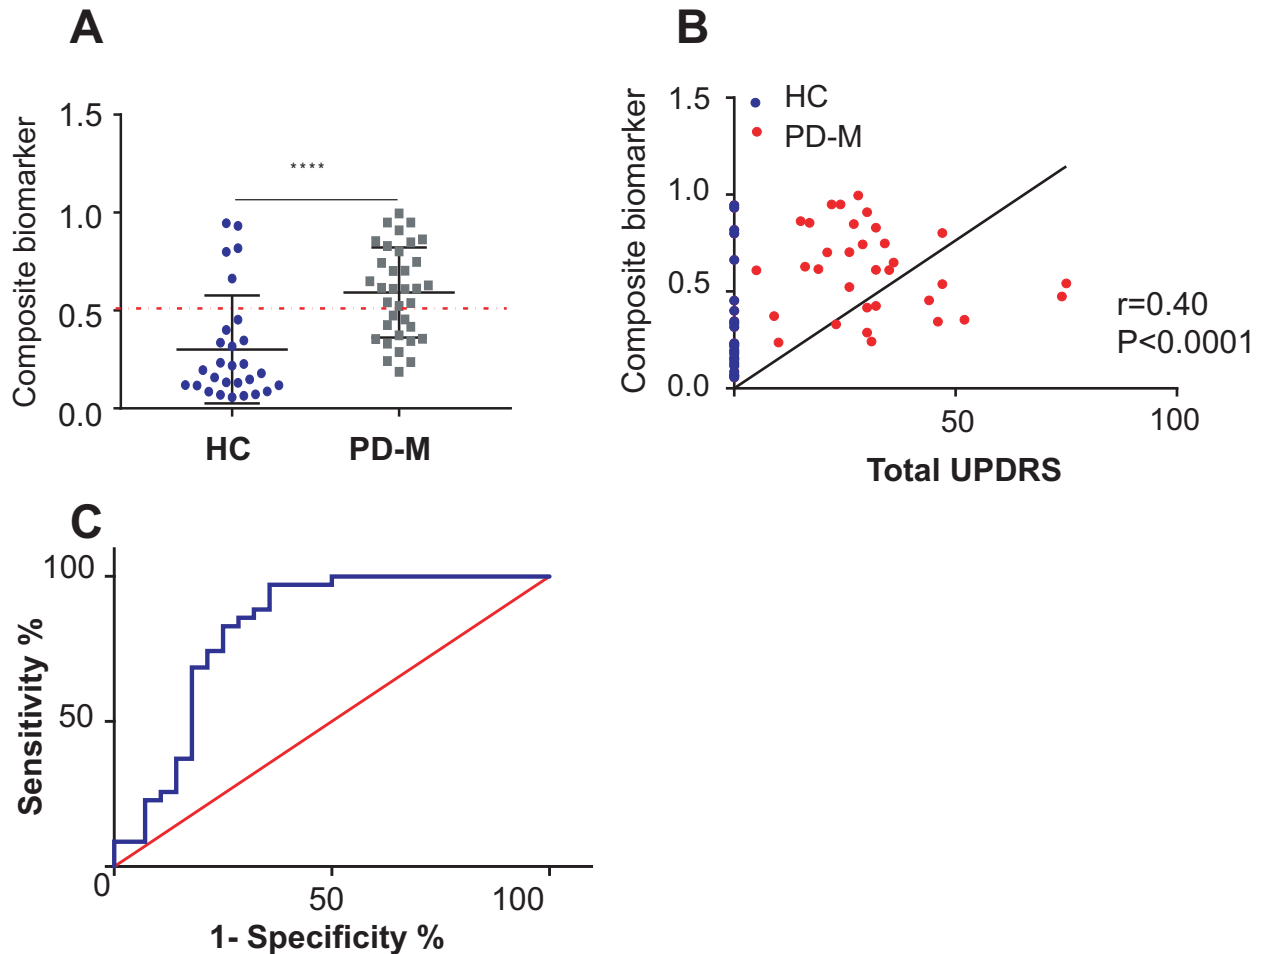 A
Composite biomarker
1.5
1.0
0.5
0.0
****
HC
PD-M
B
Composite biomarker
1.5
1.0
0.5
0.0
HC
PD-M
r=0.40
P<0.0001
50
100
Total UPDRS
C
Sensitivity %
100
50
0
50
100
1- Specificity %